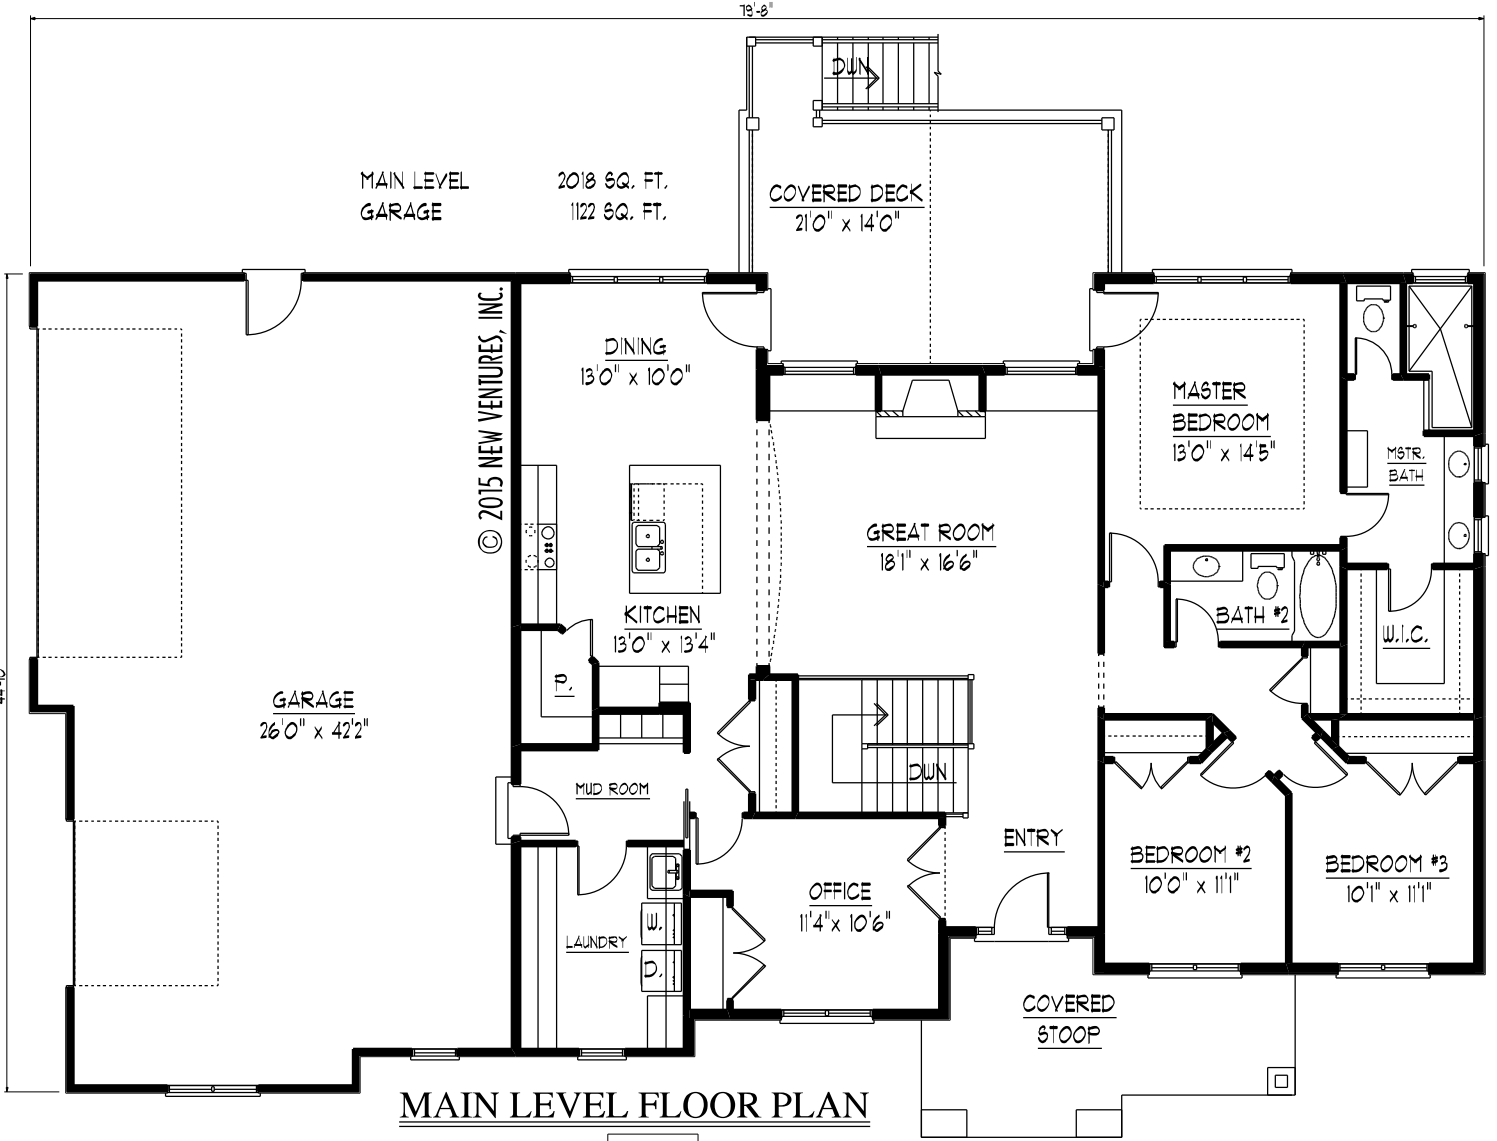 79'-8"
DWN
MAIN LEVEL 2018 SQ. FT.
GARAGE 1122 SQ. FT.
COVERED DECK
21'0" x 14'0"
© 2015 NEW VENTURES, INC.
DINING
13'0" x 10'0"
MASTER
BEDROOM
13'0" x 14'5"
MSTR.
BATH
GREAT ROOM
18'1" x 16'6"
KITCHEN
13'0" x 13'4"
BATH #2
W.I.C.
P.
GARAGE
26'0" x 42'2"
DWN
MUD ROOM
ENTRY
BEDROOM #2
10'0" x 11'1"
BEDROOM #3
10'1" x 11'1"
OFFICE
11'4" x 10'6"
W.
LAUNDRY
D.
COVERED
STOOP
MAIN LEVEL FLOOR PLAN